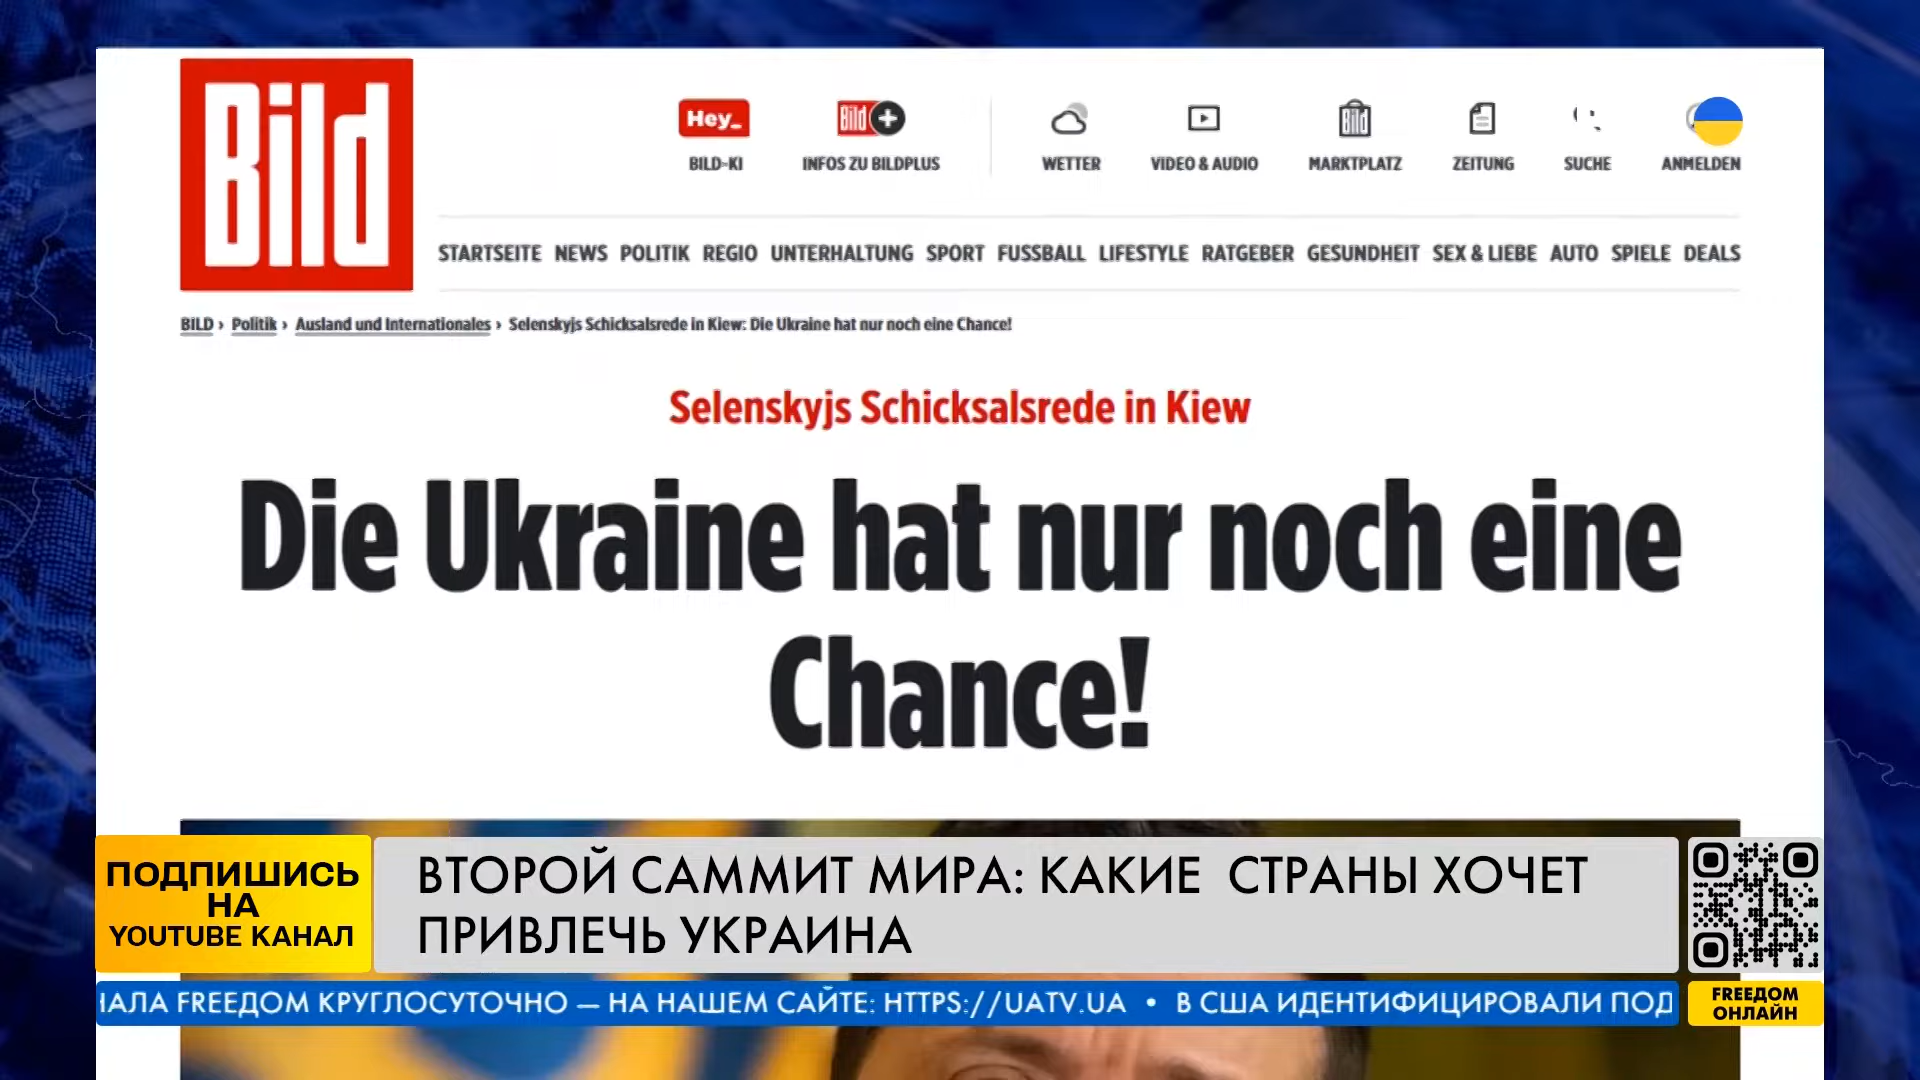 Bild
Hey_
Bild +
Bild
BILD-KI
INFOS ZU BILDPLUS
WETTER
VIDEO & AUDIO
MARKTPLATZ
ZEITUNG
SUCHE
ANMELDEN
STARTSEITE NEWS POLITIK REGIO UNTERHALTUNG SPORT FUSSBALL LIFESTYLE RATGEBER GESUNDHEIT SEX & LIEBE AUTO SPIELE DEALS
BILD › Politik › Ausland und Internationales › Selenskyjs Schicksalsrede in Kiew: Die Ukraine hat nur noch eine Chance!
Selenskyjs Schicksalsrede in Kiew
Die Ukraine hat nur noch eine
Chance!
ПОДПИШИСЬ
НА
YOUTUBE КАНАЛ
ВТОРОЙ САММИТ МИРА: КАКИЕ СТРАНЫ ХОЧЕТ
ПРИВЛЕЧЬ УКРАИНА
НАЛА FREEДОМ КРУГЛОСУТОЧНО — НА НАШЕМ САЙТЕ: HTTPS://UATV.UA • В США ИДЕНТИФИЦИРОВАЛИ ПОД
FREEДОМ
ОНЛАЙН